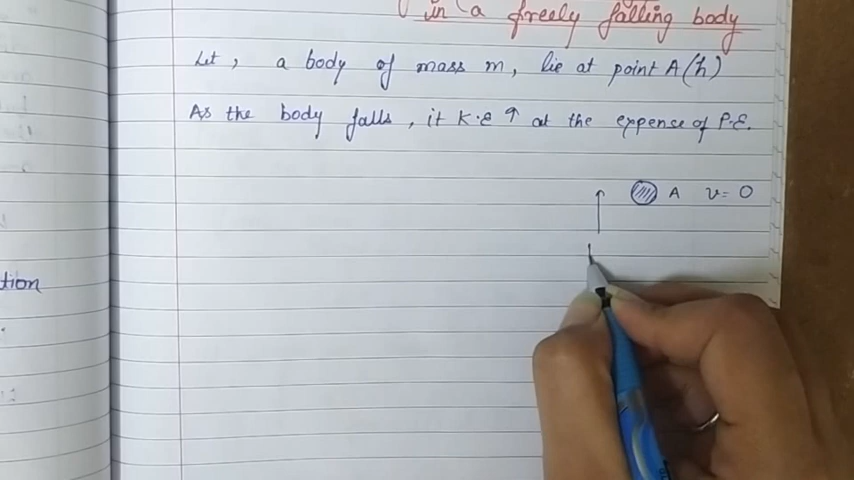 in a freely falling body
Let, a body of mass m, lie at point A(h)
As the body falls, it K.E ↑ at the expense of P.E.
A v = 0
tion